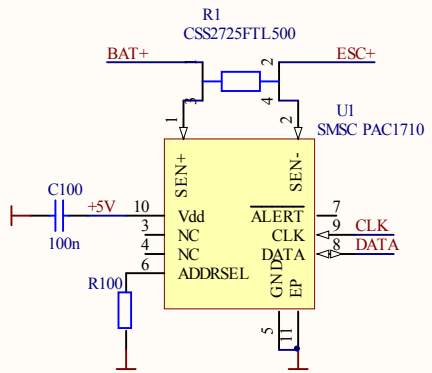 R1
CSS2725FTL500
BAT+
1
2
ESC+
3
4
1
2
U1
SMSC PAC1710
SEN+
SEN-
C100
100n
+5V
10
Vdd
3
NC
4
NC
6
ADDRSEL
ALERT
7
CLK
9
CLK
DATA
8
DATA
R100
GND
EP
5
11